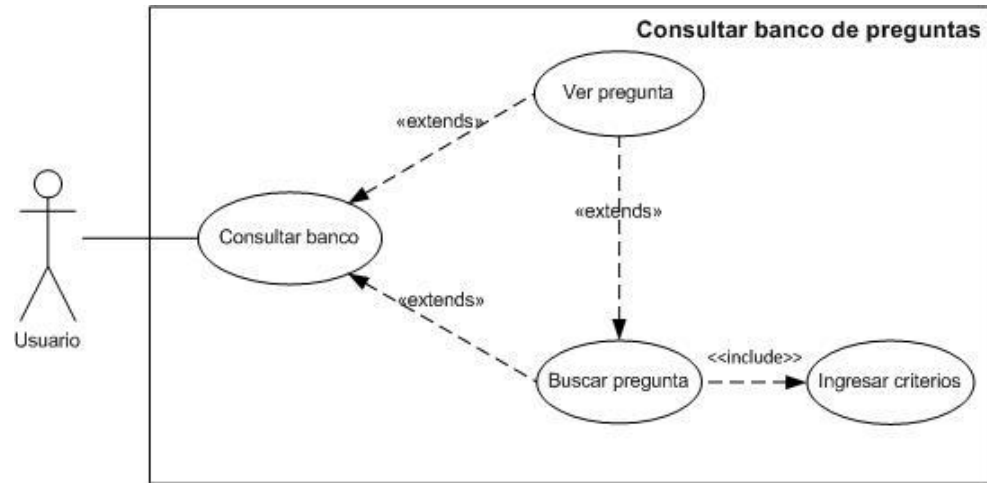 Consultar banco de preguntas
Ver pregunta
«extends»
«extends»
Consultar banco
«extends»
Usuario
<<include>>
Buscar pregunta
Ingresar criterios